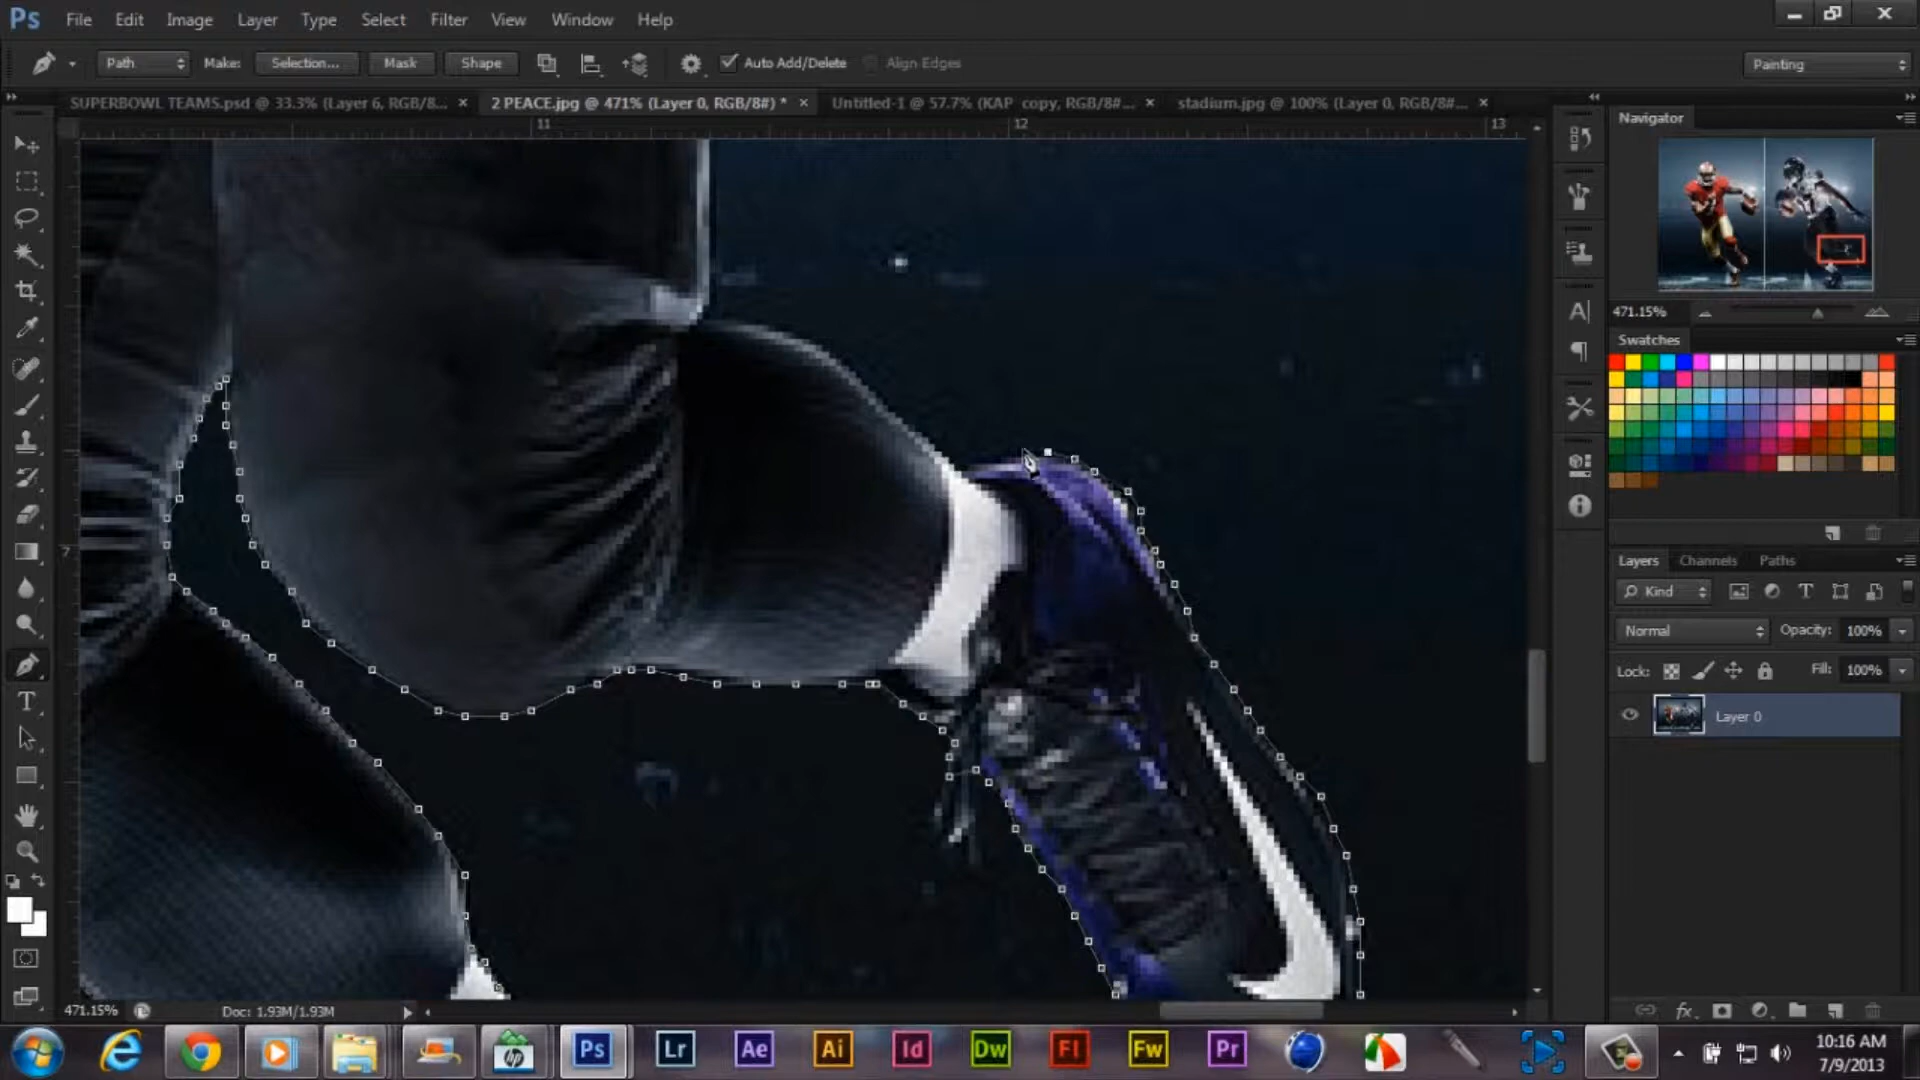 Ps File Edit Image Layer Type Select Filter View Window Help
Path Make: Selection... Mask Shape Auto Add/Delete Align Edges Painting
SUPERBOWL TEAMS.psd @ 33.3% (Layer 6, RGB/8... × 2 PEACE.jpg @ 471% (Layer 0, RGB/8#) * × Untitled-1 @ 57.7% (KAP copy, RGB/8#... × stadium.jpg @ 100% (Layer 0, RGB/8#... ×
11 12 13
7
Navigator
471.15%
Swatches
Layers Channels Paths
Kind
Normal Opacity: 100%
Lock: Fill: 100%
Layer 0
fx
471.15% Doc: 1.93M/1.93M
hp Ps Lr Ae Ai Id Dw Fl Fw Pr
10:16 AM
7/9/2013